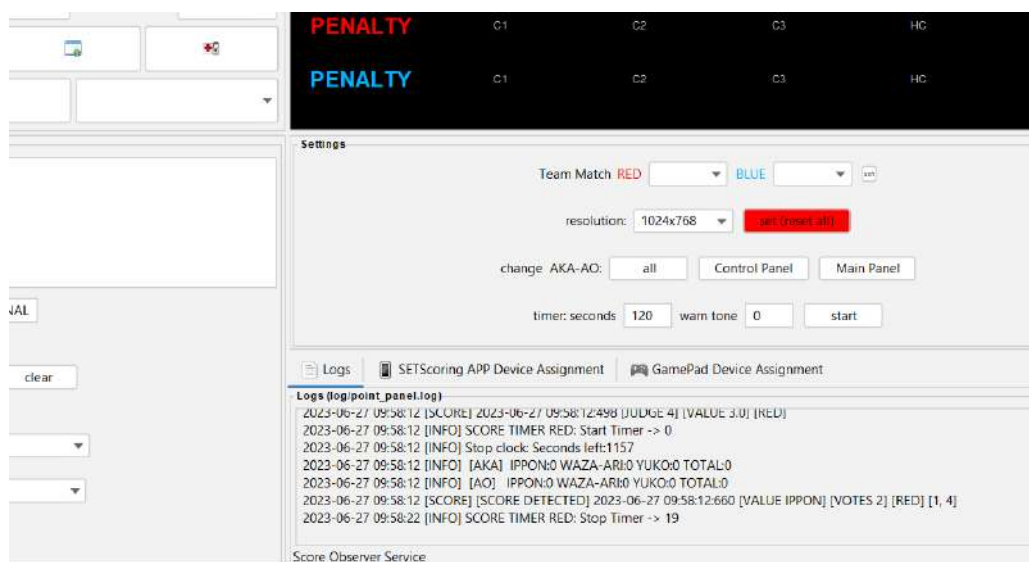 PENALTY C1 C2 C3 HC
PENALTY C1 C2 C3 HC
Settings
Team Match RED BLUE set
resolution: 1024x768 set (reset all)
change AKA-AO: all Control Panel Main Panel
timer: seconds 120 warn tone 0 start
NAL
clear
Logs SETScoring APP Device Assignment GamePad Device Assignment
Logs (log/point_panel.log)
2023-06-27 09:58:12 [SCORE] 2023-06-27 09:58:12:498 [JUDGE 4] [VALUE 3.0] [RED]
2023-06-27 09:58:12 [INFO] SCORE TIMER RED: Start Timer -> 0
2023-06-27 09:58:12 [INFO] Stop clock: Seconds left:1157
2023-06-27 09:58:12 [INFO] [AKA] IPPON:0 WAZA-ARI:0 YUKO:0 TOTAL:0
2023-06-27 09:58:12 [INFO] [AO] IPPON:0 WAZA-ARI:0 YUKO:0 TOTAL:0
2023-06-27 09:58:12 [SCORE] [SCORE DETECTED] 2023-06-27 09:58:12:660 [VALUE IPPON] [VOTES 2] [RED] [1, 4]
2023-06-27 09:58:22 [INFO] SCORE TIMER RED: Stop Timer -> 19
Score Observer Service